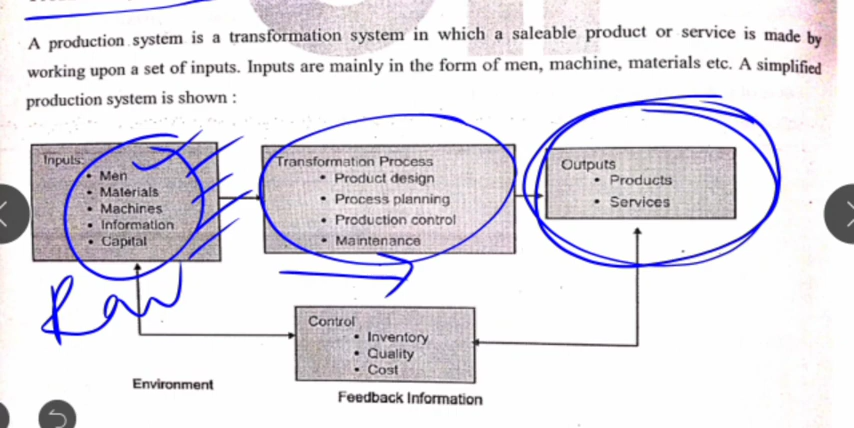 A production system is a transformation system in which a saleable product or service is made by
working upon a set of inputs. Inputs are mainly in the form of men, machine, materials etc. A simplified
production system is shown :
Inputs:
• Men
• Materials
• Machines
• Information
• Capital
Transformation Process
• Product design
• Process planning
• Production control
• Maintenance
Outputs
• Products
• Services
Raw
Control
• Inventory
• Quality
• Cost
Environment
Feedback Information